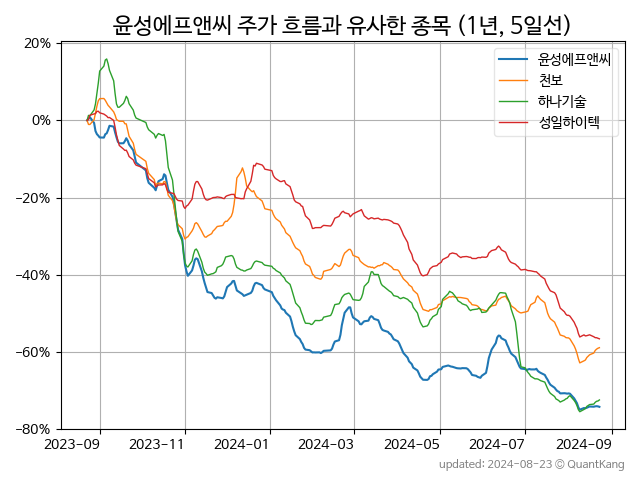 윤성에프앤씨 주가 흐름과 유사한 종목 (1년, 5일선)
윤성에프앤씨
천보
하나기술
성일하이텍
20%
0%
−20%
−40%
−60%
−80%
2023-09 2023-11 2024-01 2024-03 2024-05 2024-07 2024-09
updated: 2024-08-23 © QuantKang